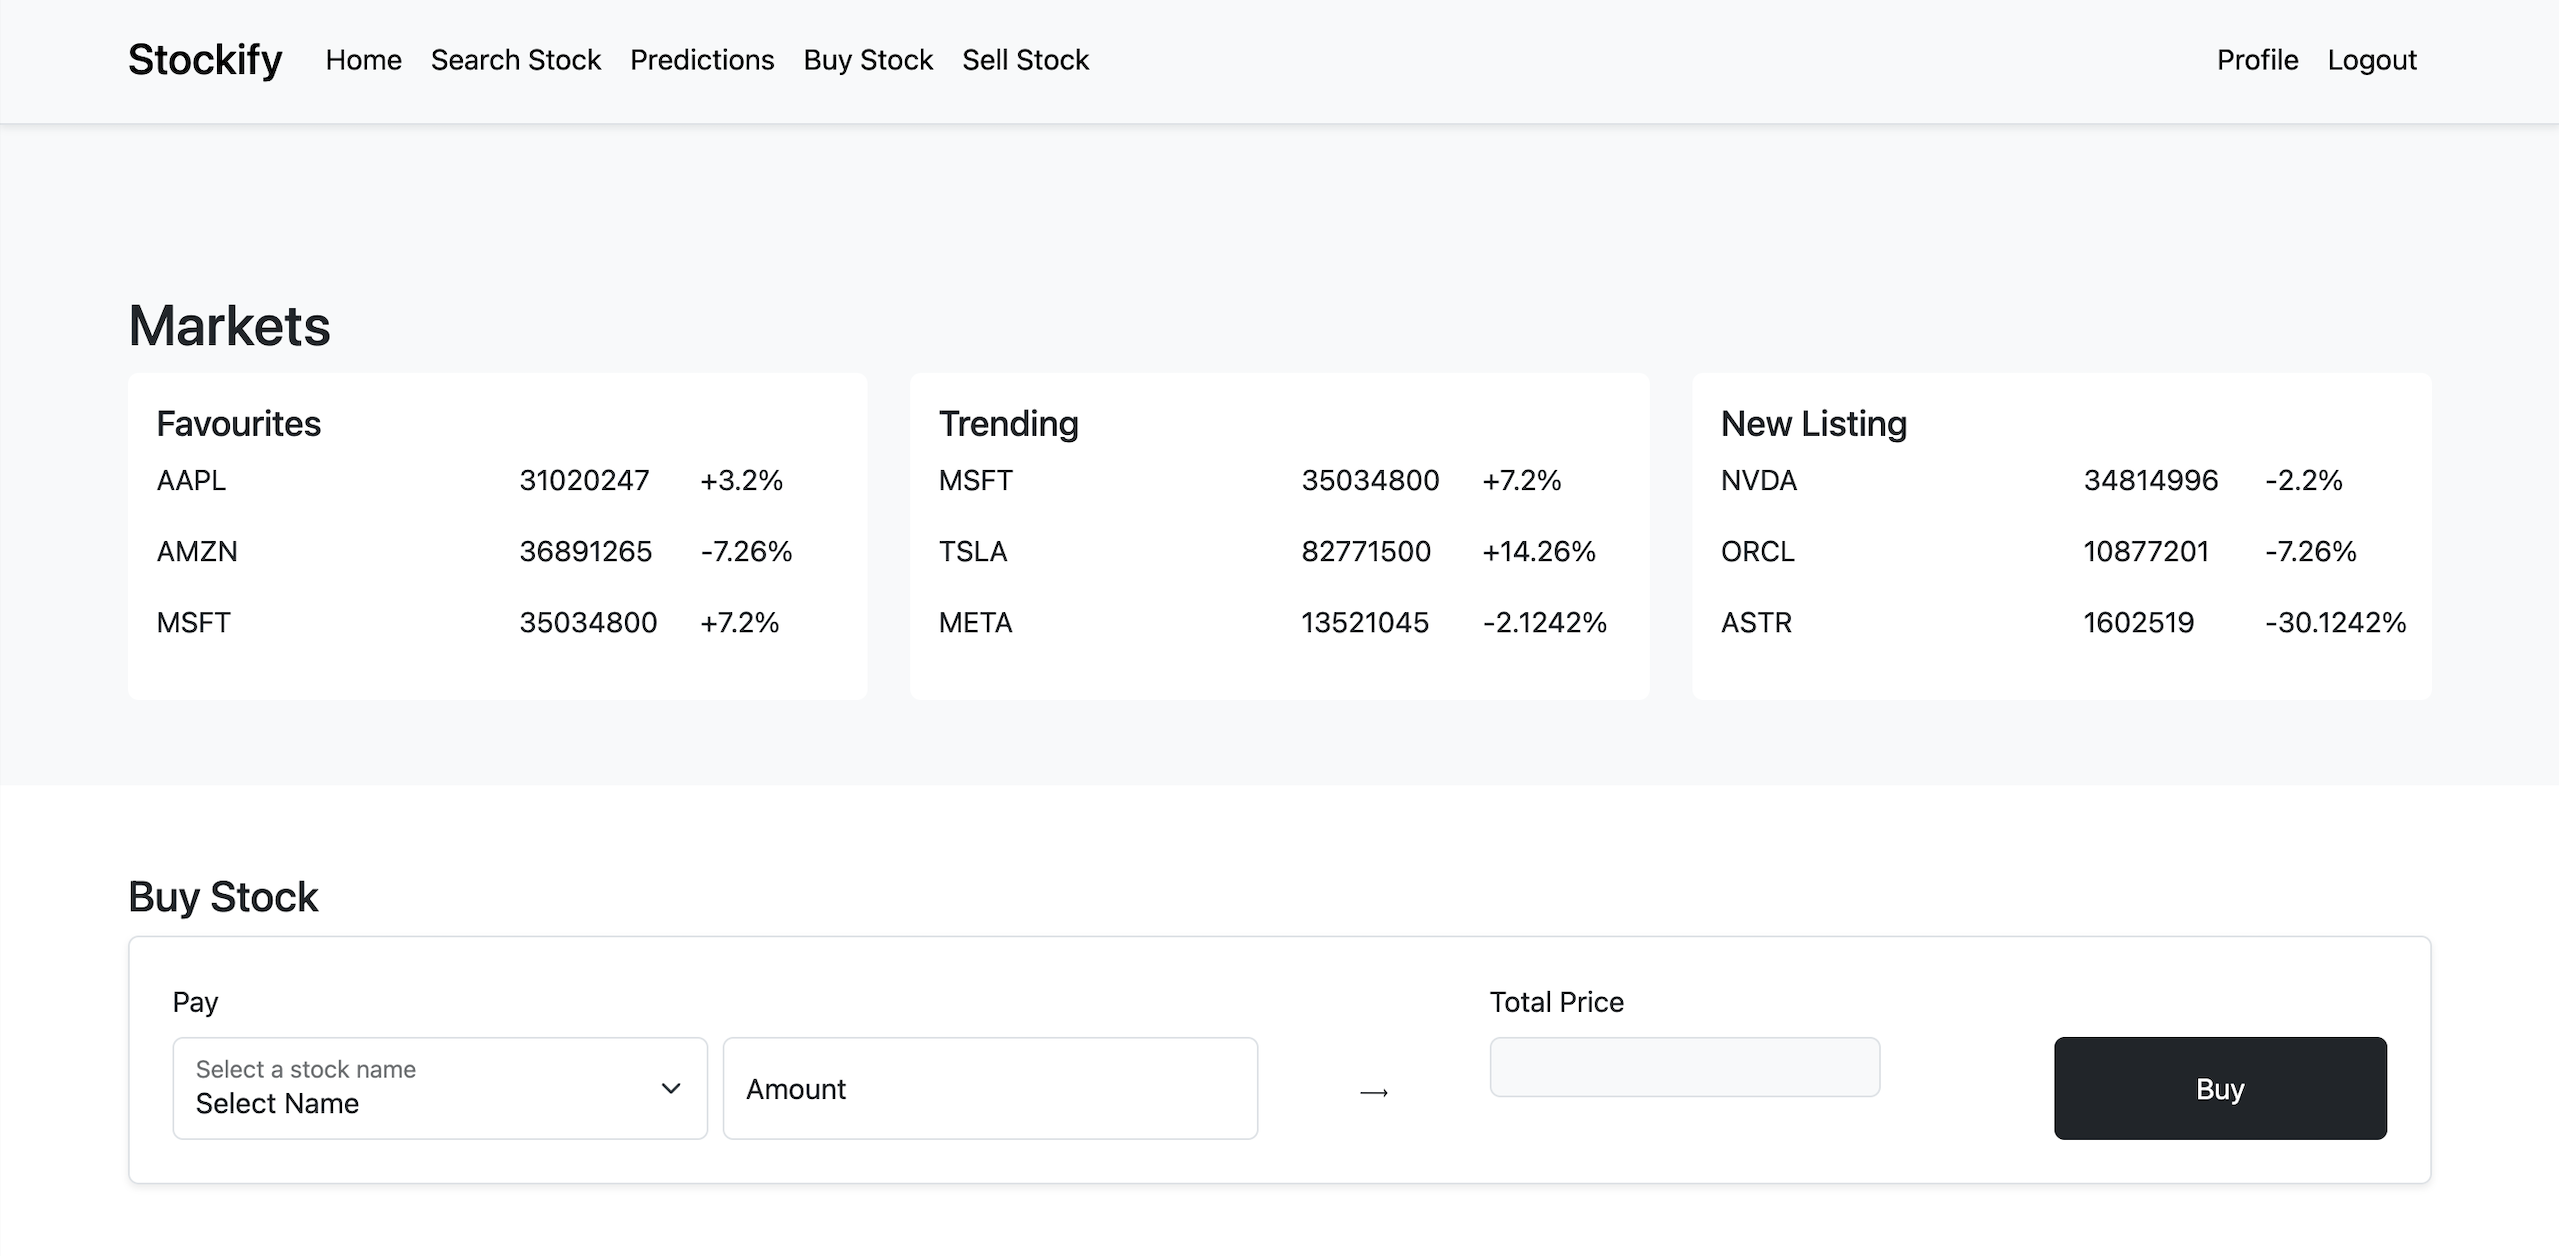 Stockify Home Search Stock Predictions Buy Stock Sell Stock Profile Logout
Markets
Favourites
AAPL 31020247 +3.2%
AMZN 36891265 -7.26%
MSFT 35034800 +7.2%
Trending
MSFT 35034800 +7.2%
TSLA 82771500 +14.26%
META 13521045 -2.1242%
New Listing
NVDA 34814996 -2.2%
ORCL 10877201 -7.26%
ASTR 1602519 -30.1242%
Buy Stock
Pay
Select a stock name
Select Name
Amount
→
Total Price
Buy